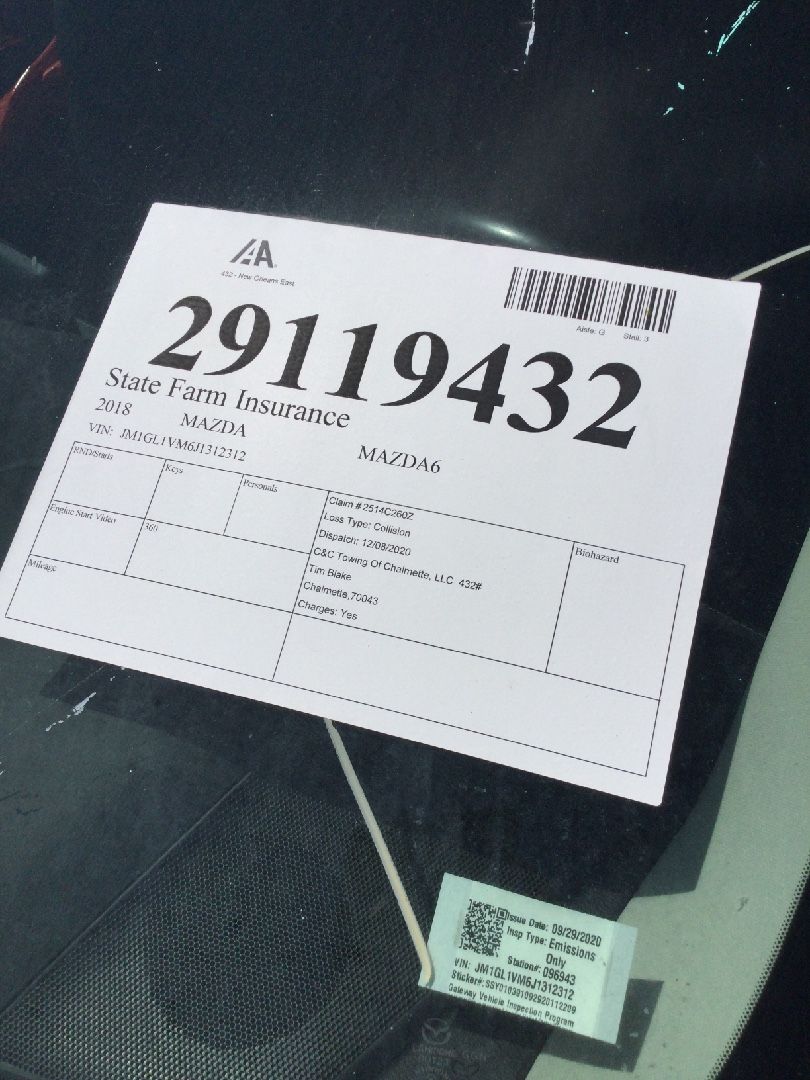 IAA
432 - New Orleans East
Aisle: G Stall: 3
29119432
State Farm Insurance
2018 MAZDA MAZDA6
VIN: JM1GL1VM6J1312312
RND/Studs Keys Personals
Claim # 2514C260Z
Loss Type: Collision
Dispatch: 12/08/2020
C&C Towing Of Chalmette, LLC 432#
Tim Blake
Chalmette,70043
Charges: Yes
Biohazard
Engine Start Video 360
Mileage
Issue Date: 09/29/2020
Insp Type: Emissions
Only
Station#: 096943
VIN: JM1GL1VM6J1312312
Sticker#:
Gateway Vehicle Inspection Program